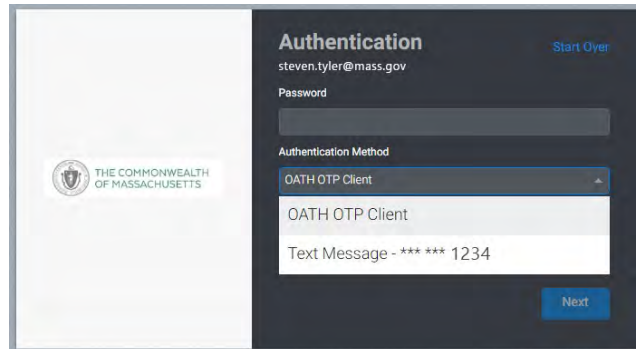 THE COMMONWEALTH
OF MASSACHUSETTS
Authentication
Start Over
steven.tyler@mass.gov
Password
Authentication Method
OATH OTP Client
OATH OTP Client
Text Message - *** *** 1234
Next